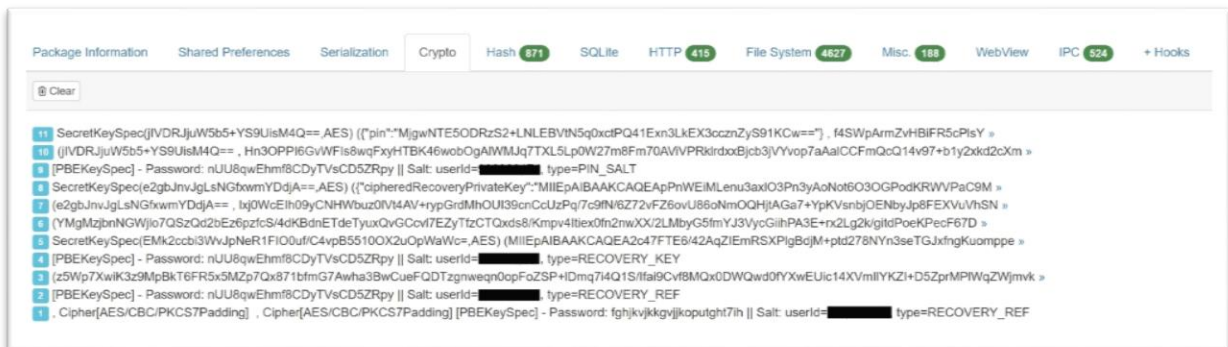 Package Information Shared Preferences Serialization Crypto Hash 871 SQLite HTTP 415 File System 4627 Misc. 188 WebView IPC 524 + Hooks
Clear
11 SecretKeySpec(jIVDRJjuW5b5+YS9UisM4Q==,AES) ({"pin":"MjgwNTE5ODRzS2+LNLEBVtN5q0xctPQ41Exn3LkEX3ccznZyS91KCw=="} , f4SWpArmZvHBiFR5cPlsY »
10 (jIVDRJjuW5b5+YS9UisM4Q== , Hn3OPPI6GvWFls8wqFxyHTBK46wobOgAlWMJq7TXL5Lp0W27m8Fm70AVlVPRklrdxxBjcb3jVYvop7aAalCCFmQcQ14v97+b1y2xkd2cXm »
9 [PBEKeySpec] - Password: nUU8qwEhmf8CDyTVsCD5ZRpy || Salt: userId= , type=PIN_SALT
8 SecretKeySpec(e2gbJnvJgLsNGfxwmYDdjA==,AES) ({"cipheredRecoveryPrivateKey":"MIIEpAIBAAKCAQEApPnWEiMLenu3axlO3Pn3yAoNot6O3OGPodKRWVPaC9M »
7 (e2gbJnvJgLsNGfxwmYDdjA== , Ixj0WcElh09yCNHWbuz0fVt4AV+rypGrdMhOUI39cnCcUzPq/7c9fN/6Z72vFZ6ovU86oNmOQHjtAGa7+YpKVsnbjOENbyJp8FEXVuVhSN »
6 (YMgMzjbnNGWjlo7QSzQd2bEz6pzfcS/4dKBdnETdeTyuxQvGCcvl7EZyTfzCTQxds8/Kmpv4Itiex0fn2nwXX/2LMbyG5fmYJ3VycGiihPA3E+rx2Lg2k/gitdPoeKPecF67D »
5 SecretKeySpec(EMk2ccbi3WvJpNeR1FIO0uf/C4vpB5510OX2uOpWaWc=,AES) (MIIEpAIBAAKCAQEA2c47FTE6/42AqZIEmRSXPlgBdjM+ptd278NYn3seTGJxfngKuomppe »
4 [PBEKeySpec] - Password: nUU8qwEhmf8CDyTVsCD5ZRpy || Salt: userId= , type=RECOVERY_KEY
3 (z5Wp7XwiK3z9MpBkT6FR5x5MZp7Qx871bfmG7Awha3BwCueFQDTzgnweqn0opFoZSP+IDmq7i4Q1S/Ifai9Cvf8MQx0DWQwd0fYXwEUic14XVmIlYKZI+D5ZprMPlWqZWjmvk »
2 [PBEKeySpec] - Password: nUU8qwEhmf8CDyTVsCD5ZRpy || Salt: userId= , type=RECOVERY_REF
1 , Cipher[AES/CBC/PKCS7Padding] , Cipher[AES/CBC/PKCS7Padding] [PBEKeySpec] - Password: fghjkvjkkgvjjkoputght7ih || Salt: userId= type=RECOVERY_REF